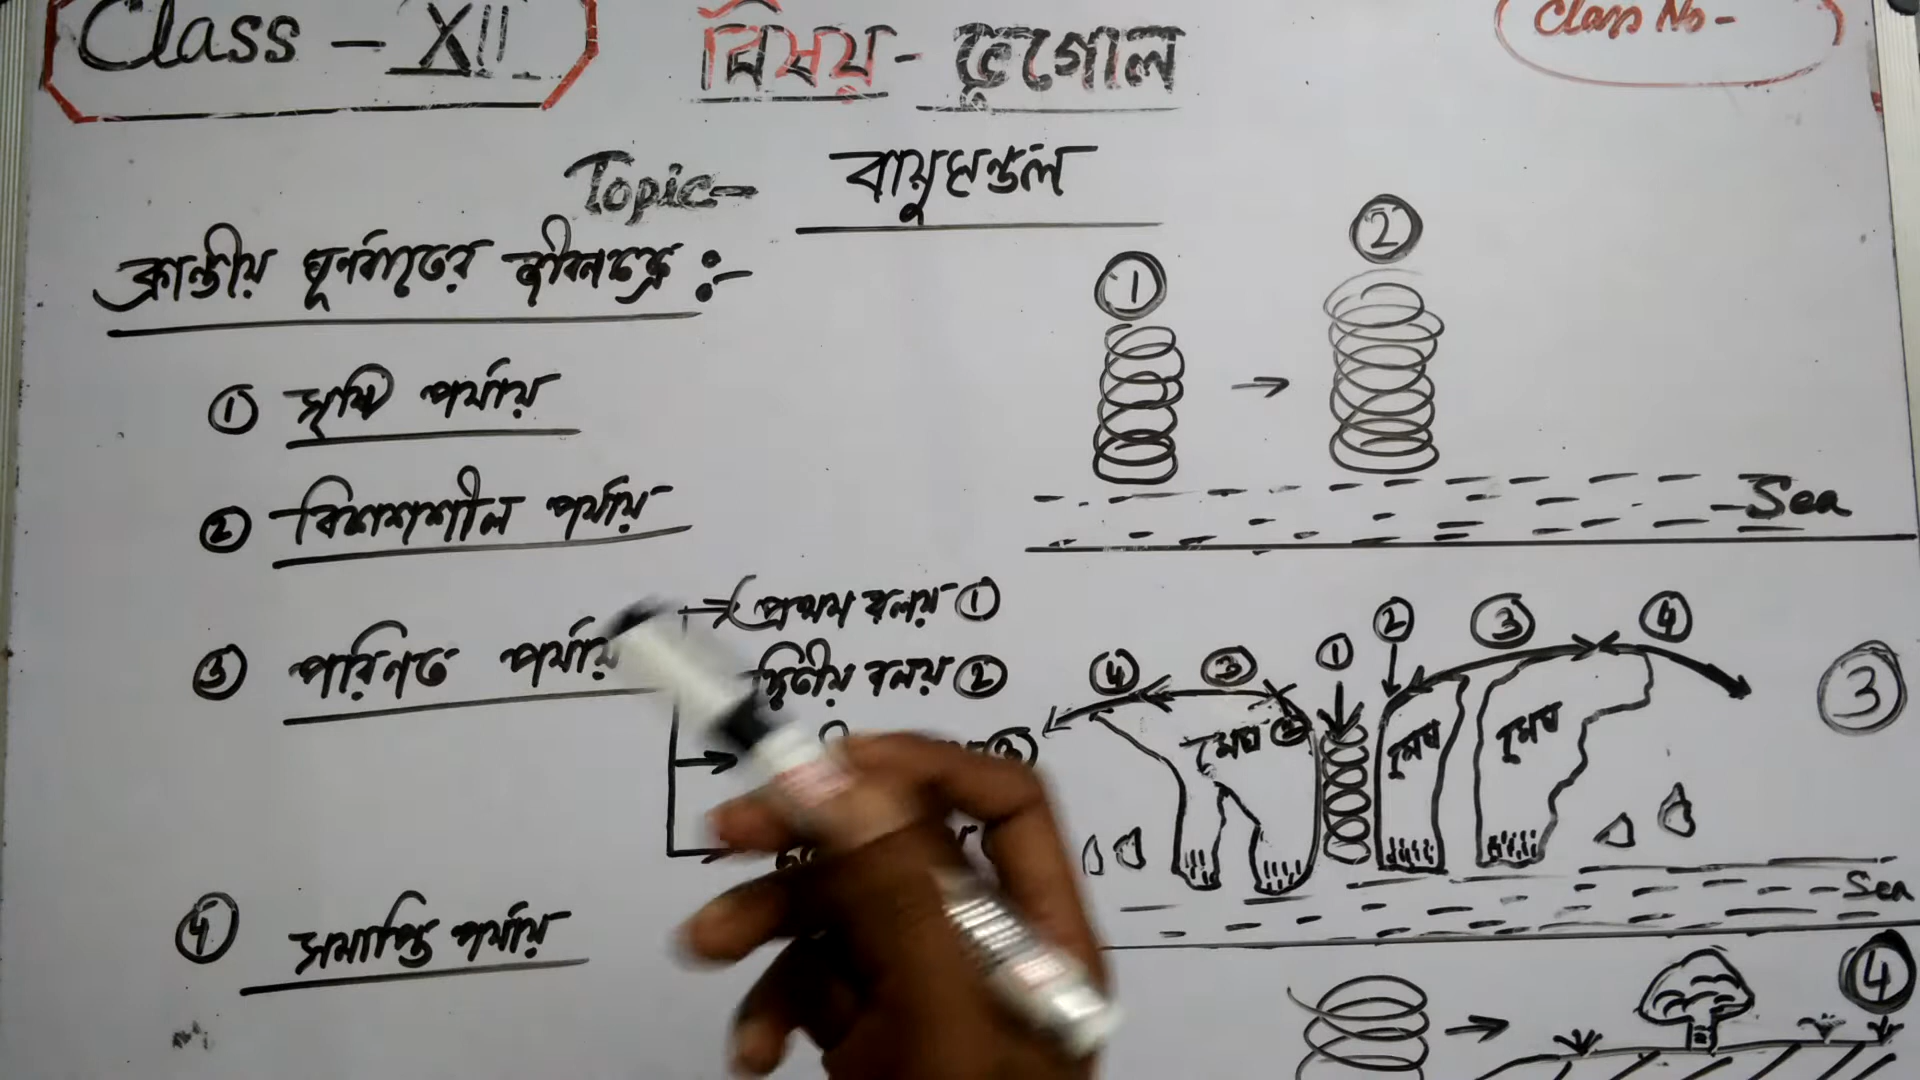 Class - XII
বিষয় - ভূগোল
Class No -
Topic - বায়ুমন্ডল
ক্রান্তীয় ঘূর্ণবাতের জীবনচক্র :-
① সৃষ্টি পর্যায়
② বিকাশশীল পর্যায়
③ পরিণত পর্যায়
প্রথম বলয় ①
দ্বিতীয় বলয় ②
④ সমাপ্তি পর্যায়
① → ②
- Sea
④ ③ ① ② ③ ④
মেঘ ② মেঘ মেঘ
③
- Sea
④